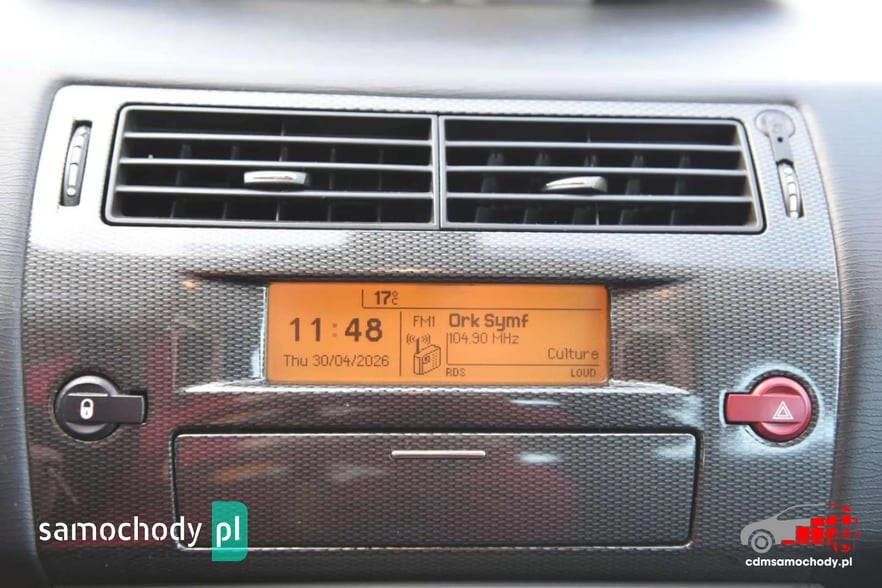 17°C
11:48
Thu 30/04/2026
FM1
Ork Symf
104.90 MHz
Culture
RDS
LOUD
samochody pl
cdmsamochody.pl